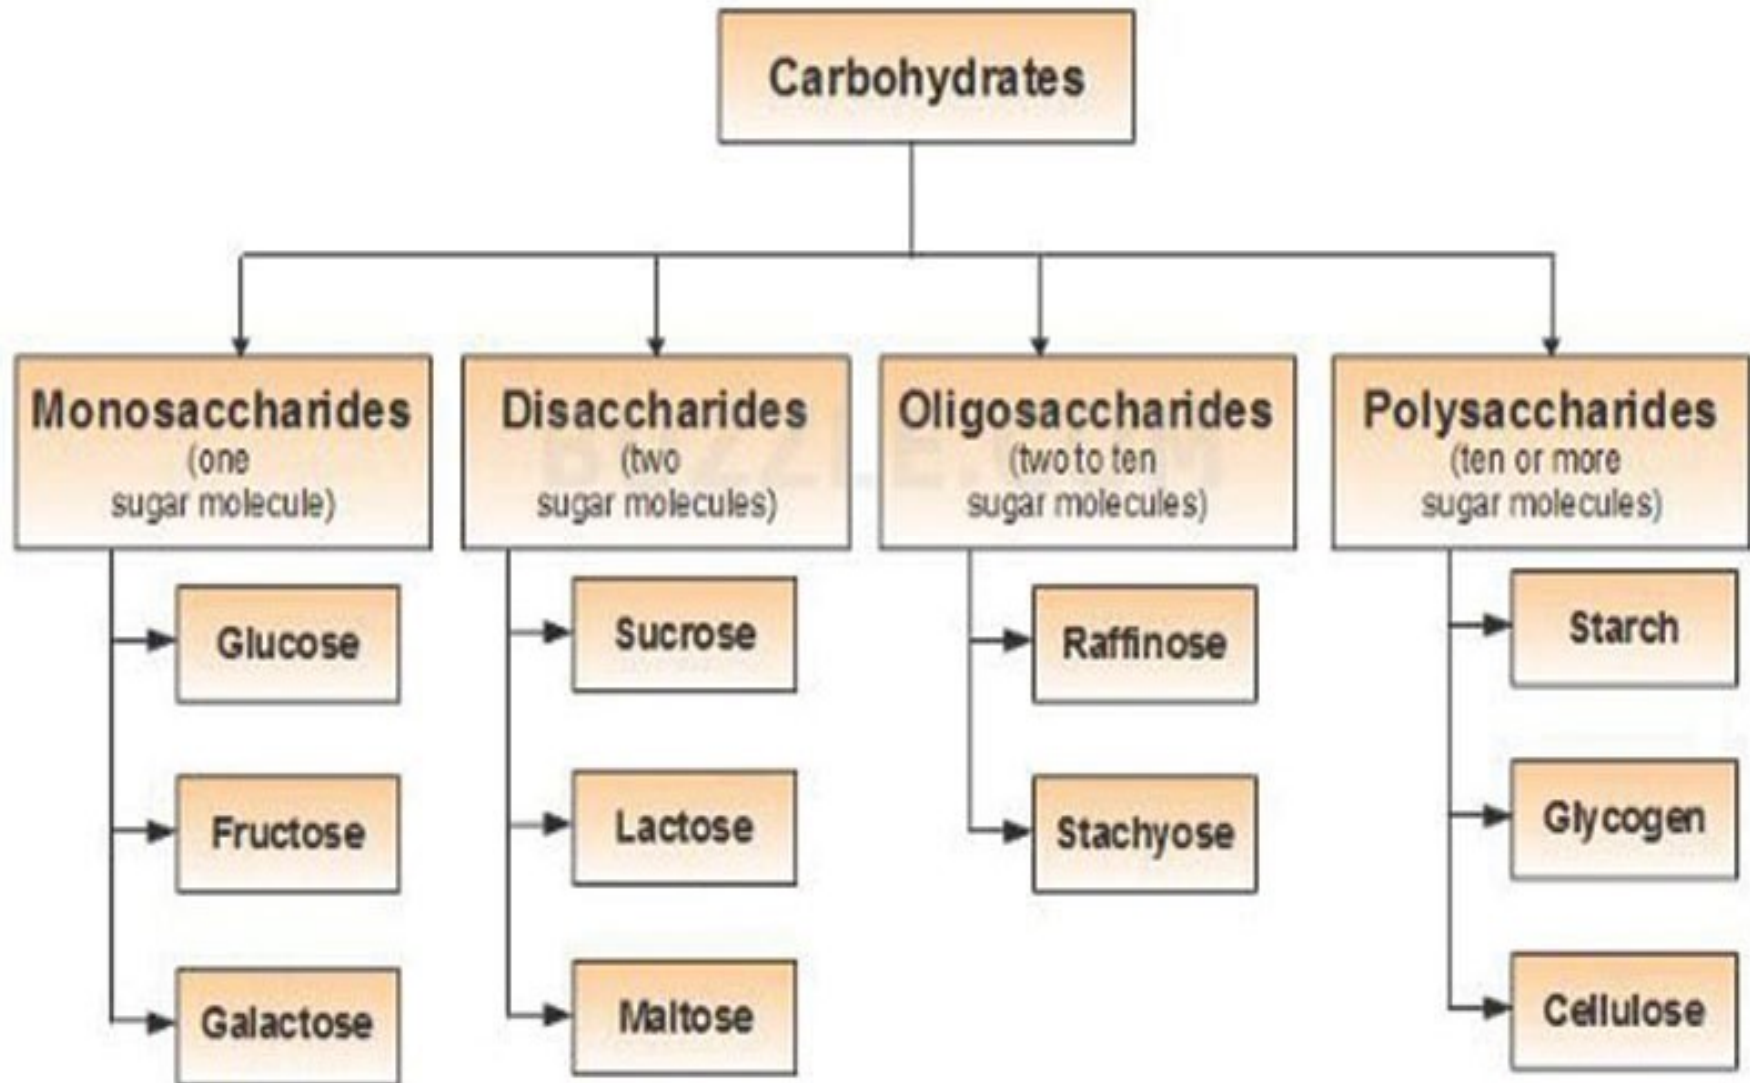 Carbohydrates
Monosaccharides
(one
sugar molecule)
Disaccharides
(two
sugar molecules)
Oligosaccharides
(two to ten
sugar molecules)
Polysaccharides
(ten or more
sugar molecules)
Glucose
Fructose
Galactose
Sucrose
Lactose
Maltose
Raffinose
Stachyose
Starch
Glycogen
Cellulose